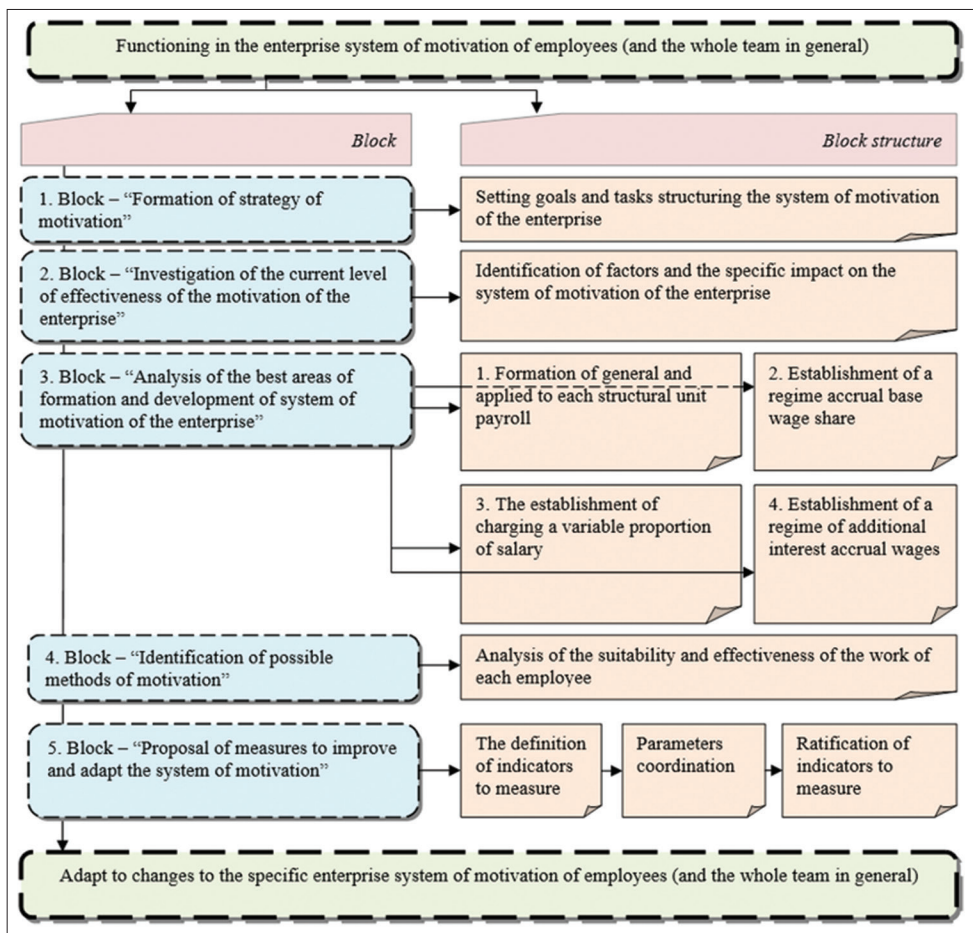 Functioning in the enterprise system of motivation of employees (and the whole team in general)
Block
Block structure
1. Block – “Formation of strategy of
motivation”
Setting goals and tasks structuring the system of motivation
of the enterprise
2. Block – “Investigation of the current level
of effectiveness of the motivation of the
enterprise”
Identification of factors and the specific impact on the
system of motivation of the enterprise
3. Block – “Analysis of the best areas of
formation and development of system of
motivation of the enterprise”
1. Formation of general and
applied to each structural unit
payroll
2. Establishment of a
regime accrual base
wage share
3. The establishment of
charging a variable proportion
of salary
4. Establishment of a
regime of additional
interest accrual wages
4. Block – “Identification of possible
methods of motivation”
Analysis of the suitability and effectiveness of the work of
each employee
5. Block – “Proposal of measures to improve
and adapt the system of motivation”
The definition
of indicators
to measure
Parameters
coordination
Ratification of
indicators to
measure
Adapt to changes to the specific enterprise system of motivation of employees (and the whole team in general)